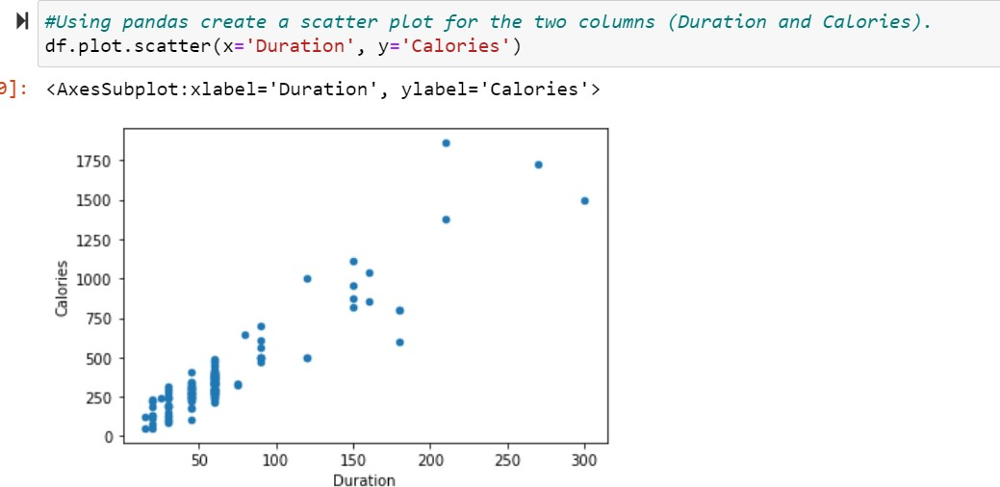 #Using pandas create a scatter plot for the two columns (Duration and Calories).
df.plot.scatter(x='Duration', y='Calories')
]: <AxesSubplot:xlabel='Duration', ylabel='Calories'>
1750
1500
1250
1000
750
500
250
0
Calories
50 100 150 200 250 300
Duration